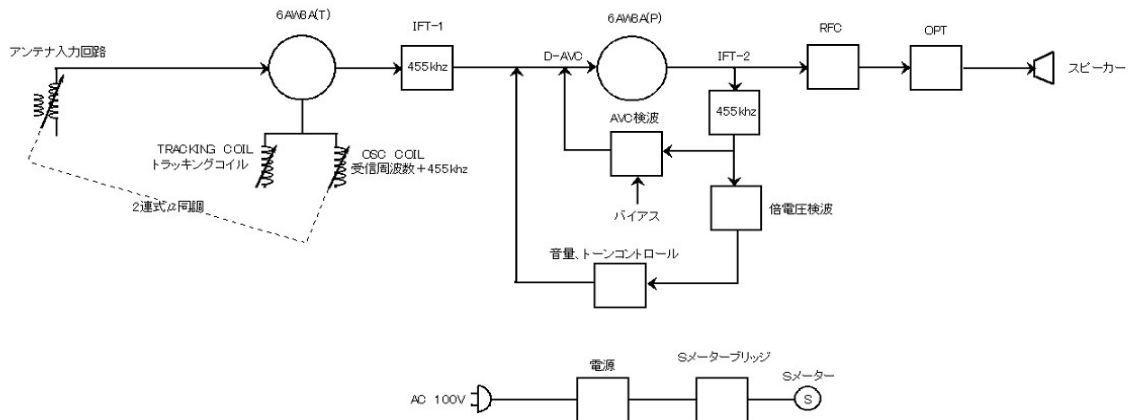 6AW8A(T)
6AW8A(P)
IFT-1
RFC
OPT
アンテナ入力回路
D-AVC
IFT-2
スピーカー
455khz
455khz
AVC検波
TRACKING COIL
トラッキングコイル
OSC COIL
受信周波数+455khz
2連式μ同調
バイアス
倍電圧検波
音量、トーンコントロール
電源
Sメーターブリッジ
Sメーター
AC 100V
S